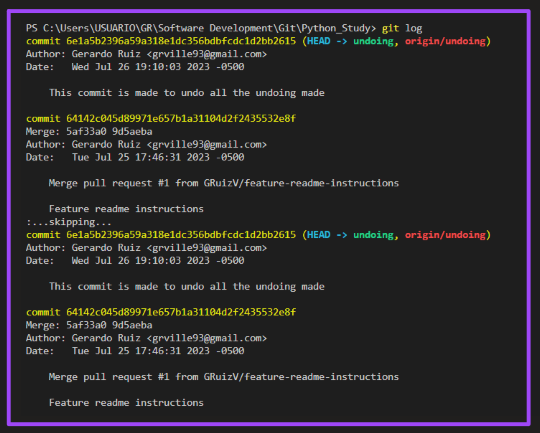 PS C:\Users\USUARIO\GR\Software Development\Git\Python_Study> git log
commit 6e1a5b2396a59a318e1dc356bdbfcdc1d2bb2615 (HEAD -> undoing, origin/undoing)
Author: Gerardo Ruiz <grville93@gmail.com>
Date:   Wed Jul 26 19:10:03 2023 -0500

    This commit is made to undo all the undoing made

commit 64142c045d89971e657b1a31104d2f2435532e8f
Merge: 5af33a0 9d5aeba
Author: Gerardo Ruiz <grville93@gmail.com>
Date:   Tue Jul 25 17:46:31 2023 -0500

    Merge pull request #1 from GRuizV/feature-readme-instructions

    Feature readme instructions
:...skipping...
commit 6e1a5b2396a59a318e1dc356bdbfcdc1d2bb2615 (HEAD -> undoing, origin/undoing)
Author: Gerardo Ruiz <grville93@gmail.com>
Date:   Wed Jul 26 19:10:03 2023 -0500

    This commit is made to undo all the undoing made

commit 64142c045d89971e657b1a31104d2f2435532e8f
Merge: 5af33a0 9d5aeba
Author: Gerardo Ruiz <grville93@gmail.com>
Date:   Tue Jul 25 17:46:31 2023 -0500

    Merge pull request #1 from GRuizV/feature-readme-instructions

    Feature readme instructions